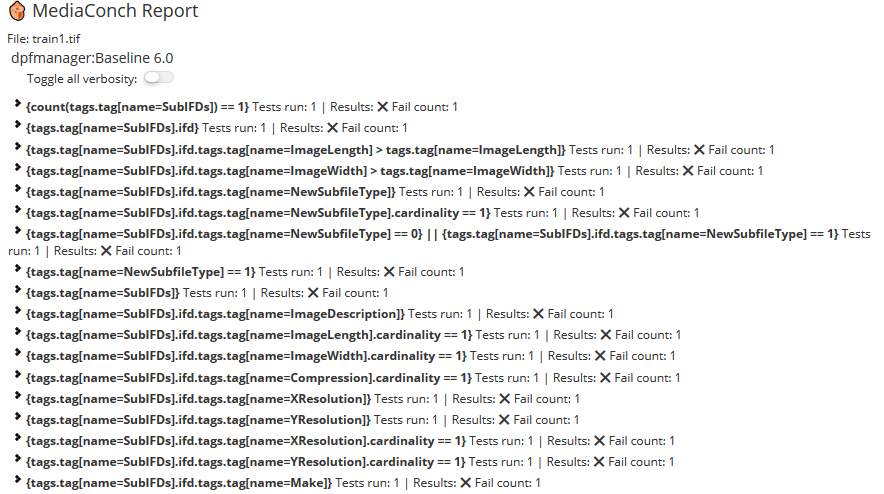 MediaConch Report
File: train1.tif
dpfmanager:Baseline 6.0
Toggle all verbosity:
{count(tags.tag[name=SubIFDs]) == 1} Tests run: 1 | Results: ❌ Fail count: 1
{tags.tag[name=SubIFDs].ifd} Tests run: 1 | Results: ❌ Fail count: 1
{tags.tag[name=SubIFDs].ifd.tags.tag[name=ImageLength] > tags.tag[name=ImageLength]} Tests run: 1 | Results: ❌ Fail count: 1
{tags.tag[name=SubIFDs].ifd.tags.tag[name=ImageWidth] > tags.tag[name=ImageWidth]} Tests run: 1 | Results: ❌ Fail count: 1
{tags.tag[name=SubIFDs].ifd.tags.tag[name=NewSubfileType]} Tests run: 1 | Results: ❌ Fail count: 1
{tags.tag[name=SubIFDs].ifd.tags.tag[name=NewSubfileType].cardinality == 1} Tests run: 1 | Results: ❌ Fail count: 1
{tags.tag[name=SubIFDs].ifd.tags.tag[name=NewSubfileType] == 0} || {tags.tag[name=SubIFDs].ifd.tags.tag[name=NewSubfileType] == 1} Tests
run: 1 | Results: ❌ Fail count: 1
{tags.tag[name=NewSubfileType] == 1} Tests run: 1 | Results: ❌ Fail count: 1
{tags.tag[name=SubIFDs]} Tests run: 1 | Results: ❌ Fail count: 1
{tags.tag[name=SubIFDs].ifd.tags.tag[name=ImageDescription]} Tests run: 1 | Results: ❌ Fail count: 1
{tags.tag[name=SubIFDs].ifd.tags.tag[name=ImageLength].cardinality == 1} Tests run: 1 | Results: ❌ Fail count: 1
{tags.tag[name=SubIFDs].ifd.tags.tag[name=ImageWidth].cardinality == 1} Tests run: 1 | Results: ❌ Fail count: 1
{tags.tag[name=SubIFDs].ifd.tags.tag[name=Compression].cardinality == 1} Tests run: 1 | Results: ❌ Fail count: 1
{tags.tag[name=SubIFDs].ifd.tags.tag[name=XResolution]} Tests run: 1 | Results: ❌ Fail count: 1
{tags.tag[name=SubIFDs].ifd.tags.tag[name=YResolution]} Tests run: 1 | Results: ❌ Fail count: 1
{tags.tag[name=SubIFDs].ifd.tags.tag[name=XResolution].cardinality == 1} Tests run: 1 | Results: ❌ Fail count: 1
{tags.tag[name=SubIFDs].ifd.tags.tag[name=YResolution].cardinality == 1} Tests run: 1 | Results: ❌ Fail count: 1
{tags.tag[name=SubIFDs].ifd.tags.tag[name=Make]} Tests run: 1 | Results: ❌ Fail count: 1